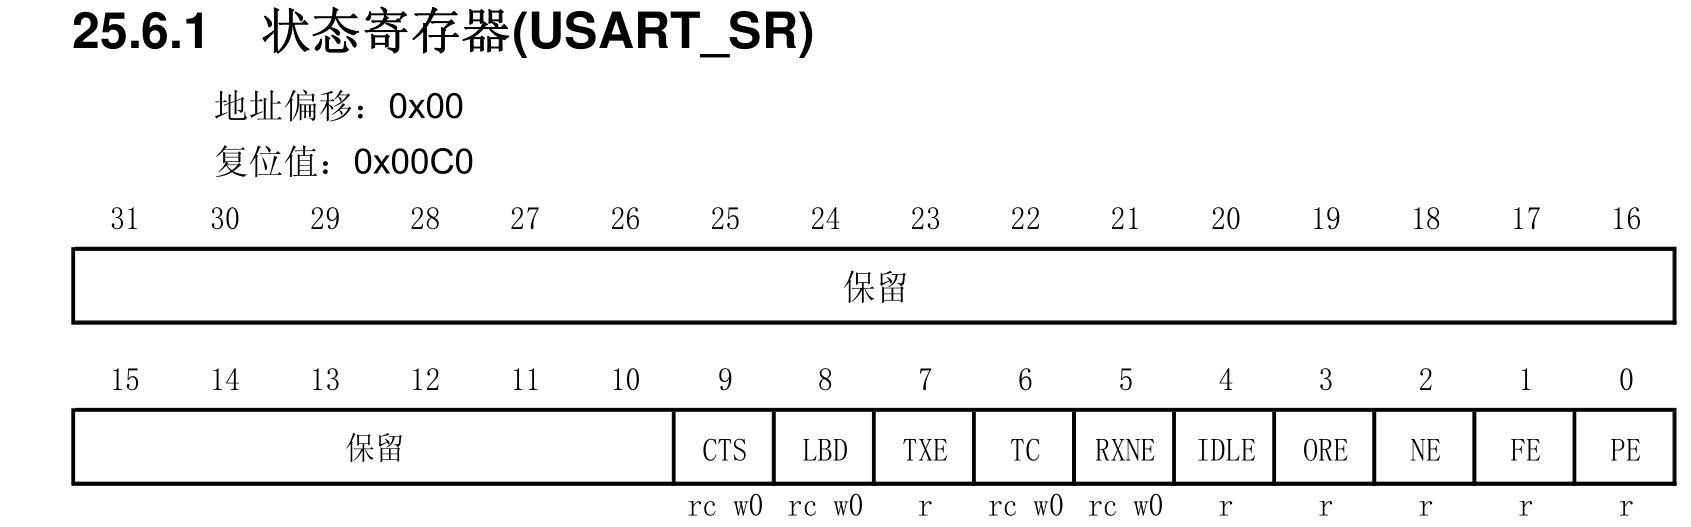 25.6.1 状态寄存器(USART_SR)
地址偏移：0x00
复位值：0x00C0
31 30 29 28 27 26 25 24 23 22 21 20 19 18 17 16
保留
15 14 13 12 11 10 9 8 7 6 5 4 3 2 1 0
保留 CTS LBD TXE TC RXNE IDLE ORE NE FE PE
rc w0 rc w0 r rc w0 rc w0 r r r r r